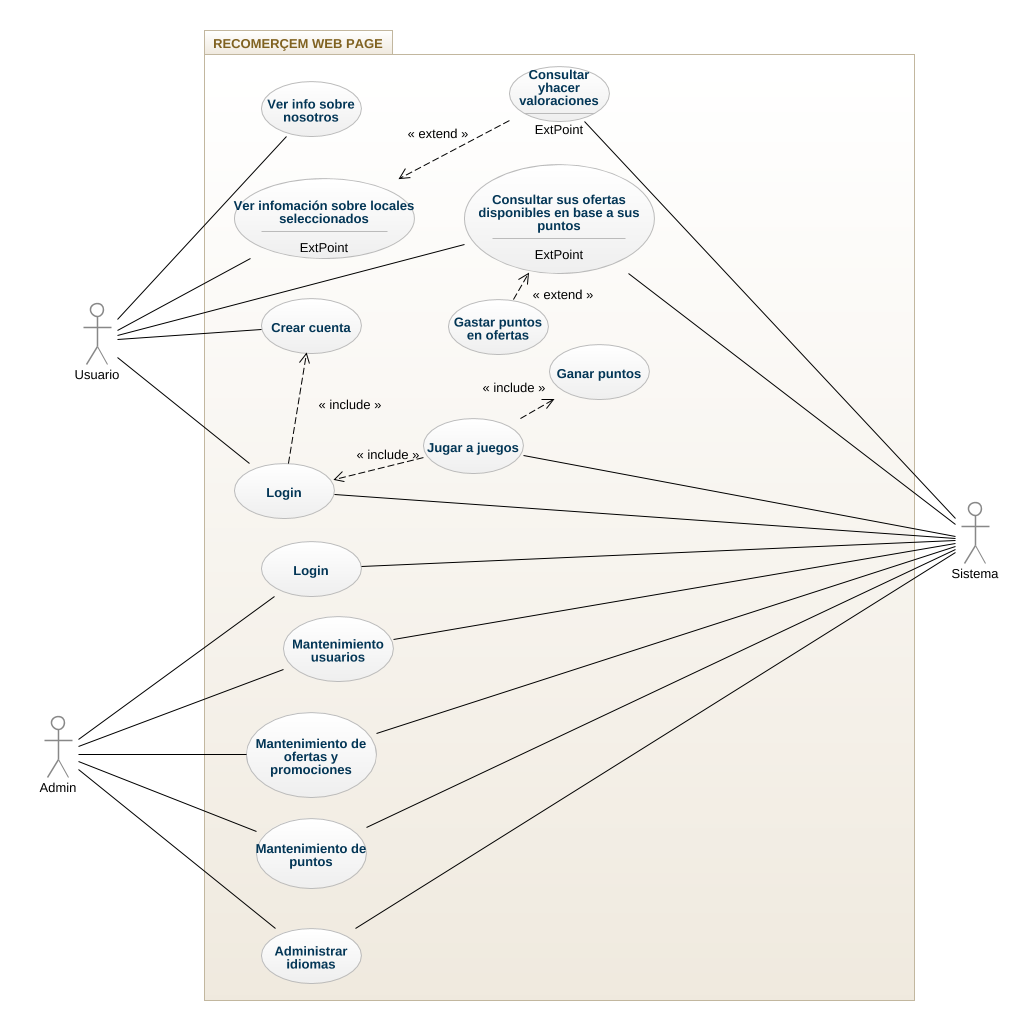 RECOMERÇEM WEB PAGE
Consultar
yhacer
valoraciones
ExtPoint
Ver info sobre
nosotros
« extend »
Ver infomación sobre locales
seleccionados
ExtPoint
Consultar sus ofertas
disponibles en base a sus
puntos
ExtPoint
« extend »
Crear cuenta
Gastar puntos
en ofertas
Usuario
Ganar puntos
« include »
« include »
Jugar a juegos
« include »
Login
Login
Sistema
Mantenimiento
usuarios
Mantenimiento de
ofertas y
promociones
Admin
Mantenimiento de
puntos
Administrar
idiomas